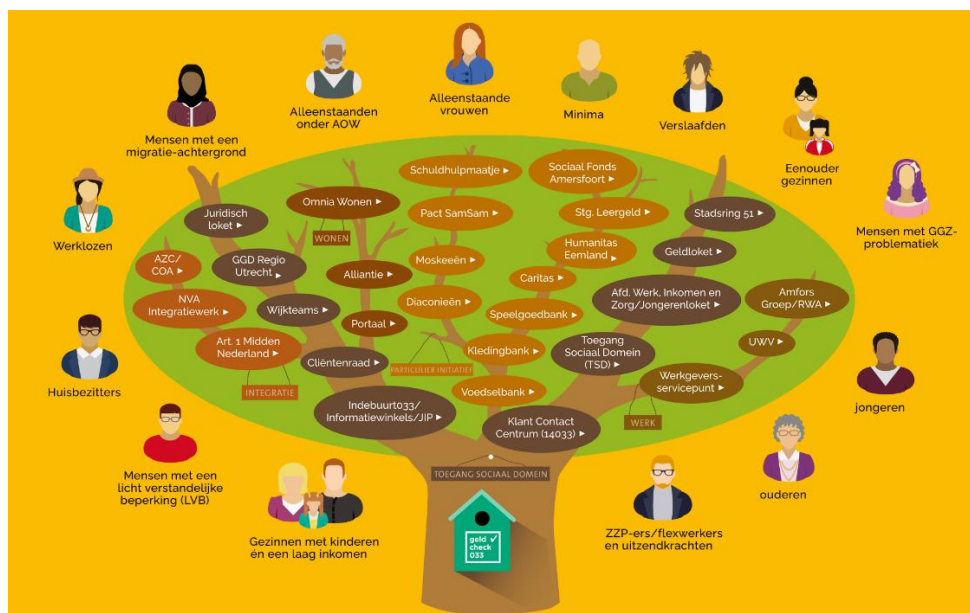 Alleenstaanden
onder AOW
Alleenstaande
vrouwen
Minima
Verslaafden
Mensen met een
migratie-achtergrond
Eenouder
gezinnen
Werklozen
Mensen met GGZ-
problematiek
Huisbezitters
jongeren
Mensen met een
licht verstandelijke
beperking (LVB)
ouderen
Gezinnen met kinderen
én een laag inkomen
ZZP-ers/flexwerkers
en uitzendkrachten
Schuldhulpmaatje ▸
Sociaal Fonds
Amersfoort ▸
Omnia Wonen ▸
Juridisch
loket ▸
Pact SamSam ▸
Stg. Leergeld ▸
Stadsring 51 ▸
WONEN
AZC/
COA ▸
GGD Regio
Utrecht ▸
Alliantie ▸
Moskeeën ▸
Humanitas
Eemland ▸
Geldloket ▸
Caritas ▸
NVA
Integratiewerk ▸
Wijkteams ▸
Diaconieën ▸
Speelgoedbank ▸
Afd. Werk, Inkomen en
Zorg/Jongerenloket ▸
Amfors
Groep/RWA ▸
Portaal ▸
Art. 1 Midden
Nederland ▸
Cliëntenraad ▸
Kledingbank ▸
Toegang
Sociaal Domein
(TSD) ▸
UWV ▸
PARTICULIER INITIATIEF
INTEGRATIE
Voedselbank ▸
Werkgevers-
servicepunt ▸
Indebuurt033/
Informatiewinkels/JIP ▸
Klant Contact
Centrum (14033) ▸
WERK
TOEGANG SOCIAAL DOMEIN
geld
check
033